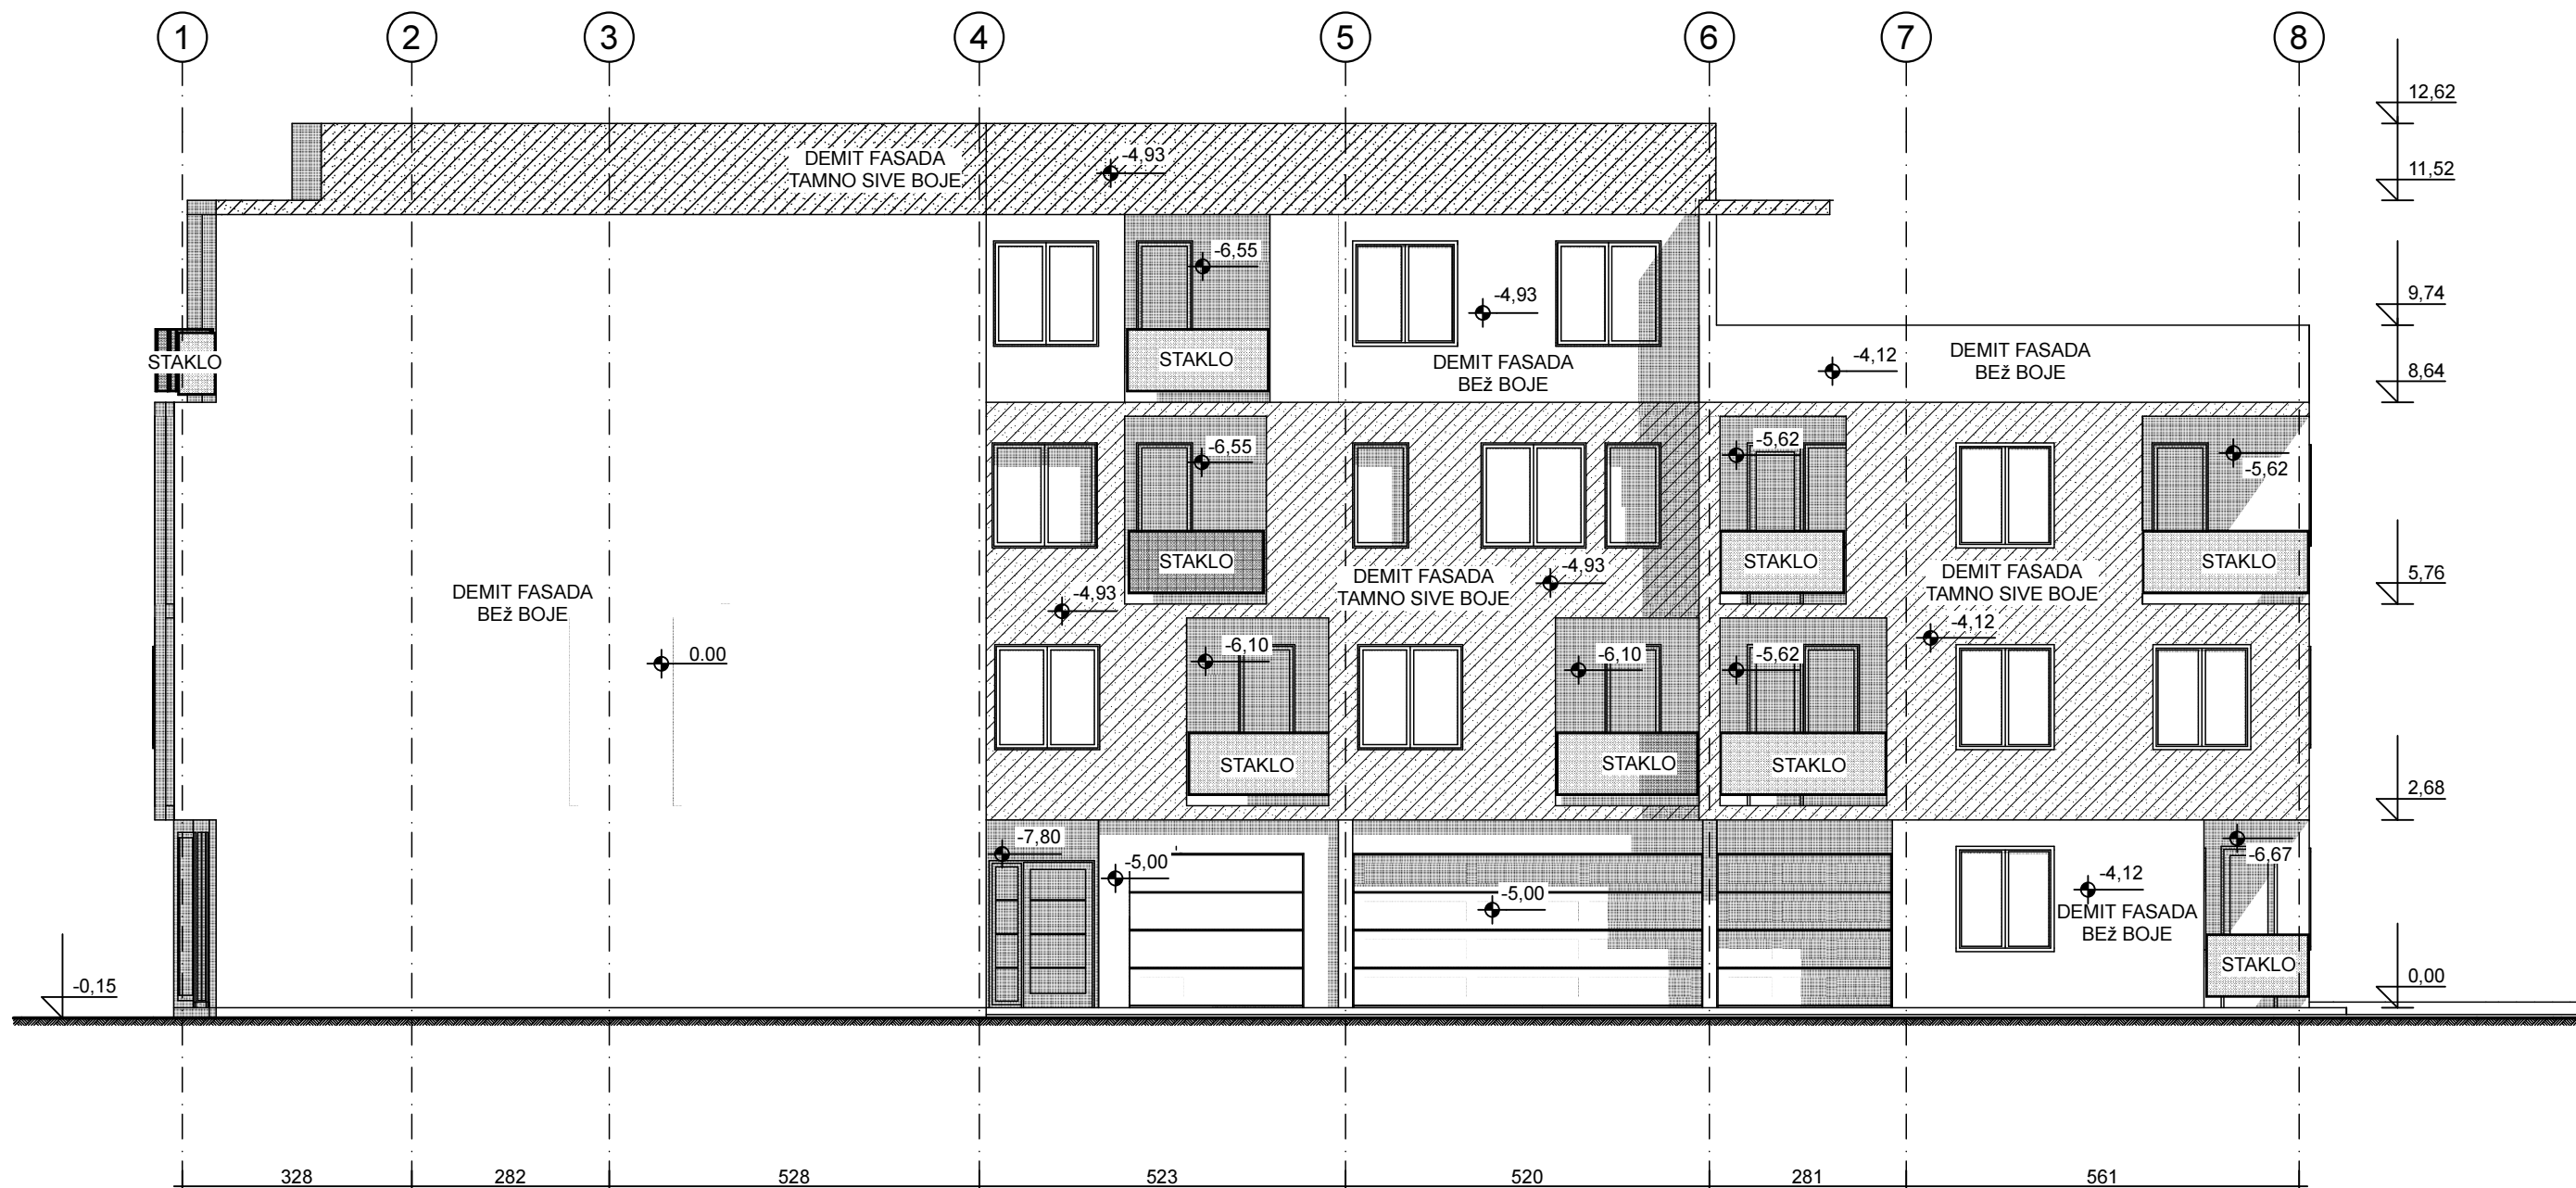 1 2 3 4 5 6 7 8
12,62
DEMIT FASADA
TAMNO SIVE BOJE
-4,93
11,52
-6,55
-4,93
9,74
STAKLO
STAKLO
DEMIT FASADA
BEž BOJE
-4,12
DEMIT FASADA
BEž BOJE
8,64
-6,55
-5,62
-5,62
STAKLO
STAKLO
STAKLO
DEMIT FASADA
BEž BOJE
-4,93
DEMIT FASADA
TAMNO SIVE BOJE
-4,93
DEMIT FASADA
TAMNO SIVE BOJE
5,76
-4,12
0.00
-6,10
-6,10
-5,62
STAKLO
STAKLO
STAKLO
2,68
-7,80
-5,00
-5,00
-4,12
-6,67
DEMIT FASADA
BEž BOJE
STAKLO
-0,15
0,00
328 282 528 523 520 281 561